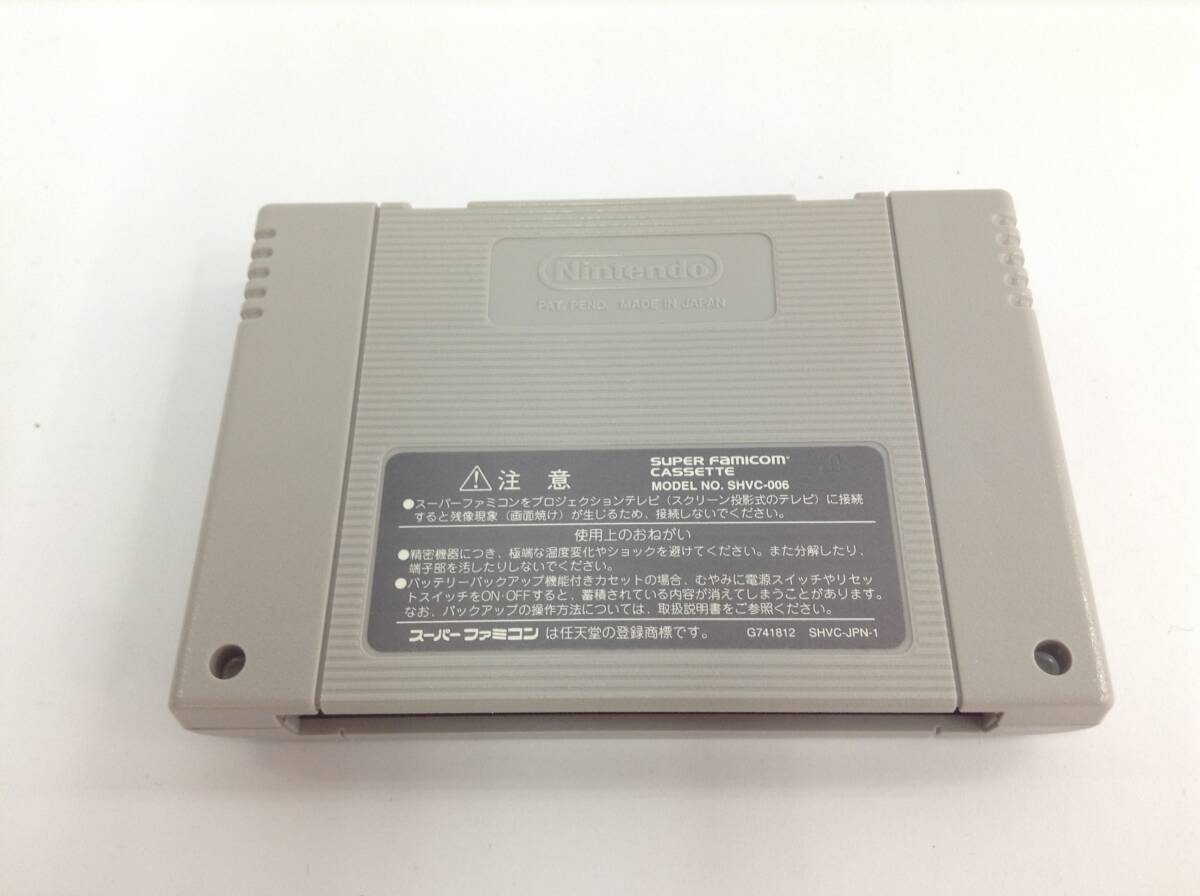 Nintendo
PAT. PEND. MADE IN JAPAN
注意
SUPER FAMICOM
CASSETTE
MODEL NO. SHVC-006
●スーパーファミコンをプロジェクションテレビ（スクリーン投影式のテレビ）に接続
すると残像現象（画面焼け）が生じるため、接続しないでください。
使用上のおねがい
●精密機器につき、極端な温度変化やショックを避けてください。また分解したり、
端子部を汚したりしないでください。
●バッテリーバックアップ機能付きカセットの場合、むやみに電源スイッチやリセッ
トスイッチをON・OFFすると、蓄積されている内容が消えてしまうことがあります。
なお、バックアップの操作方法については、取扱説明書をご参照ください。
スーパーファミコンは任天堂の登録商標です。 G741812 SHVC-JPN-1